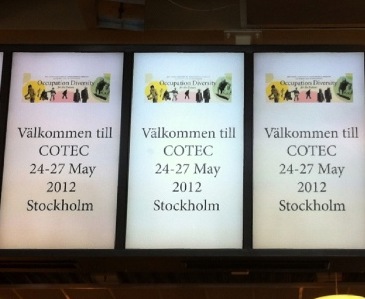 Occupation Diversity
Välkommen till
COTEC
24-27 May
2012
Stockholm
Occupation Diversity
Välkommen till
COTEC
24-27 May
2012
Stockholm
Occupation Diversity
Välkommen till
COTEC
24-27 May
2012
Stockholm